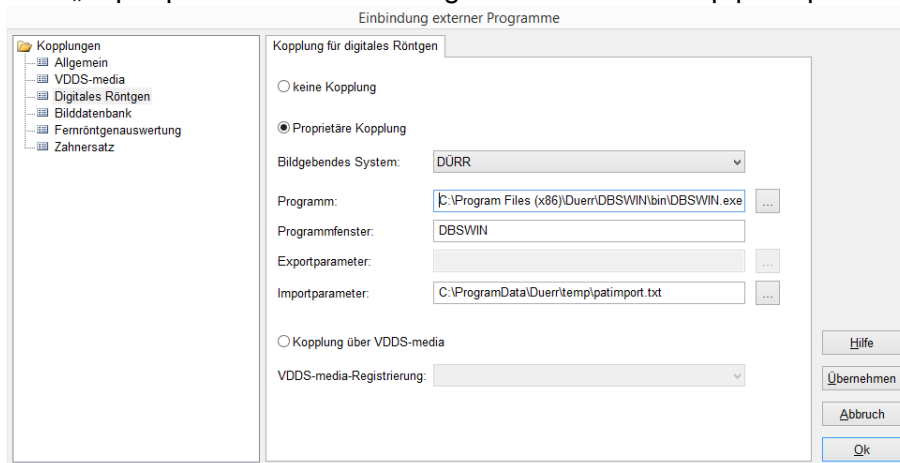 Einbindung externer Programme
Kopplungen
Allgemein
VDDS-media
Digitales Röntgen
Bilddatenbank
Fernröntgenauswertung
Zahnersatz
Kopplung für digitales Röntgen
keine Kopplung
Proprietäre Kopplung
Bildgebendes System: DÜRR
Programm: C:\Program Files (x86)\Duerr\DBSWIN\bin\DBSWIN.exe ...
Programmfenster: DBSWIN
Exportparameter: ...
Importparameter: C:\ProgramData\Duerr\temp\patimport.txt ...
Kopplung über VDDS-media
VDDS-media-Registrierung:
Hilfe
Übernehmen
Abbruch
Ok